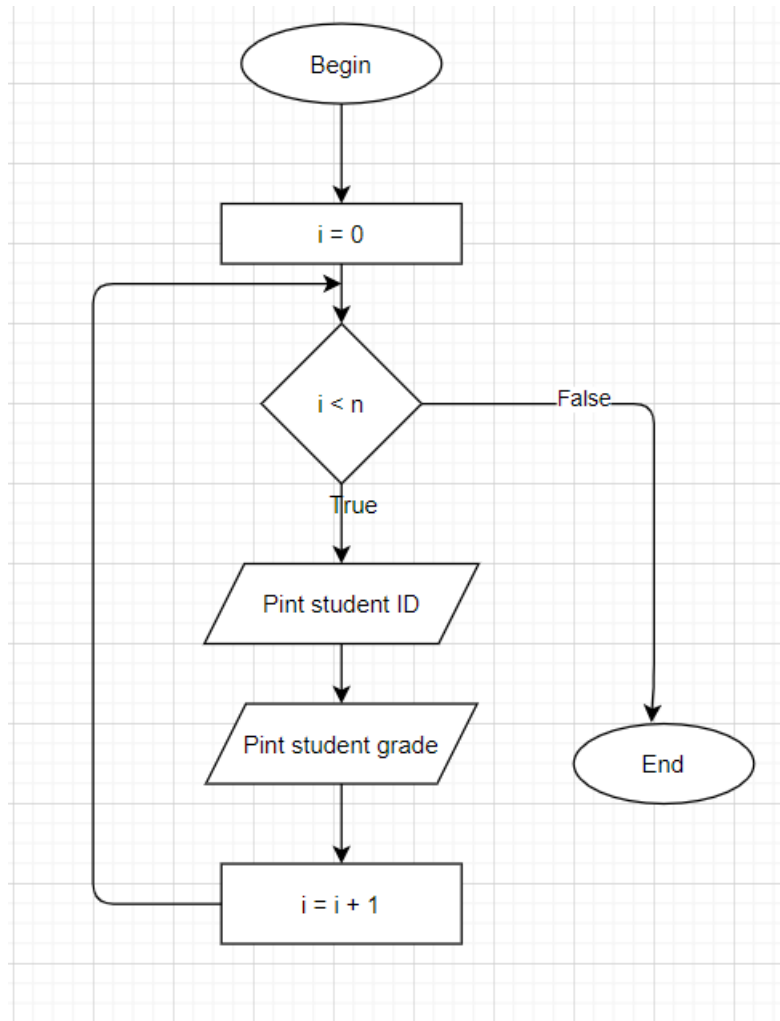 Begin
i = 0
i < n
False
True
Pint student ID
Pint student grade
End
i = i + 1